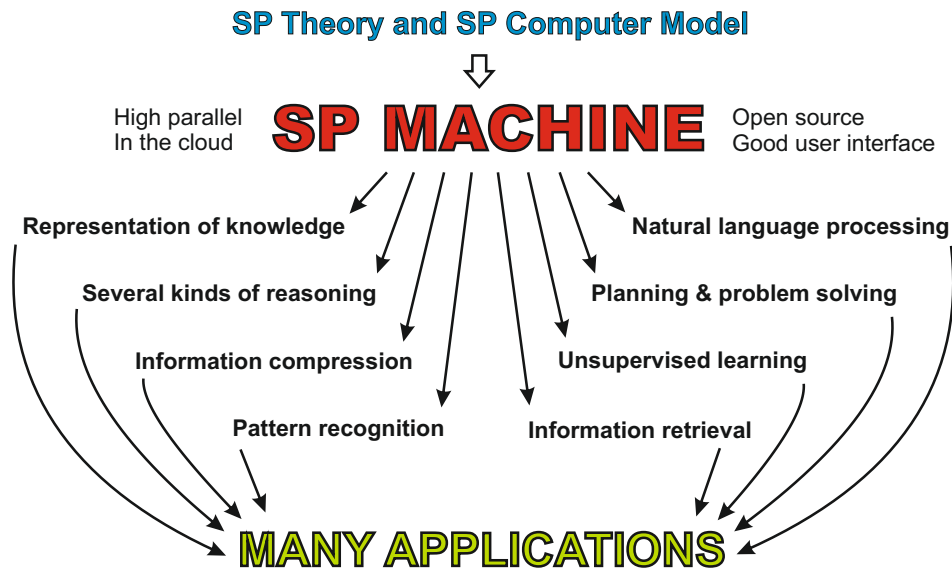 SP Theory and SP Computer Model
High parallel
In the cloud
SP MACHINE
Open source
Good user interface
Representation of knowledge
Natural language processing
Several kinds of reasoning
Planning & problem solving
Information compression
Unsupervised learning
Pattern recognition
Information retrieval
MANY APPLICATIONS